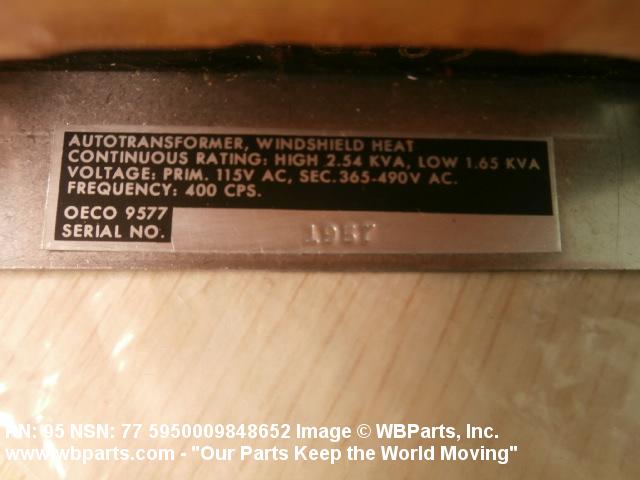 AUTOTRANSFORMER, WINDSHIELD HEAT
CONTINUOUS RATING: HIGH 2.54 KVA, LOW 1.65 KVA
VOLTAGE: PRIM. 115V AC, SEC. 365-490V AC.
FREQUENCY: 400 CPS.
OECO 9577
SERIAL NO. 1957
PN: 95 NSN: 77 5950009848652 Image © WBParts, Inc.
www.wbparts.com - "Our Parts Keep the World Moving"